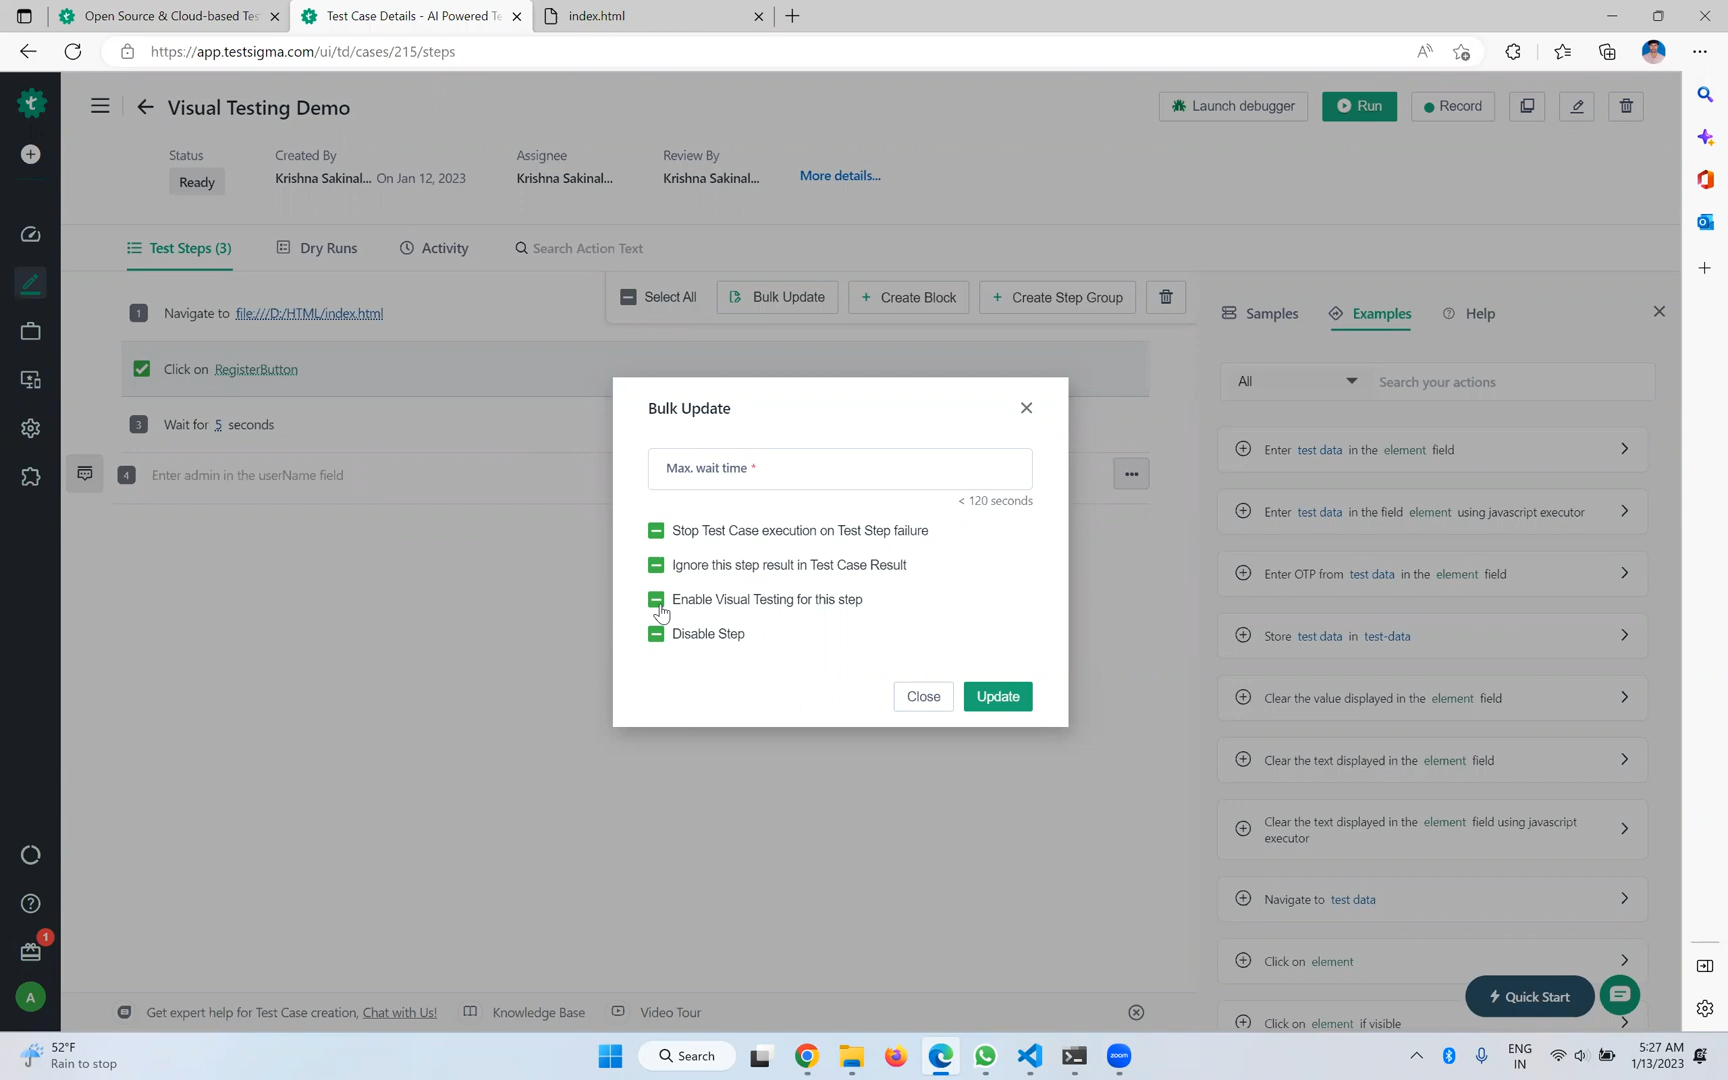 Open Source & Cloud-based Tes
Test Case Details - AI Powered Te
index.html
https://app.testsigma.com/ui/td/cases/215/steps
Visual Testing Demo
Launch debugger
Run
Record
Status
Created By
Assignee
Review By
Ready
Krishna Sakinal... On Jan 12, 2023
Krishna Sakinal...
Krishna Sakinal...
More details...
Test Steps (3)
Dry Runs
Activity
Search Action Text
Select All
Bulk Update
+ Create Block
+ Create Step Group
1 Navigate to file:///D:/HTML/index.html
Click on RegisterButton
3 Wait for 5 seconds
4 Enter admin in the userName field
Bulk Update
Max. wait time *
< 120 seconds
Stop Test Case execution on Test Step failure
Ignore this step result in Test Case Result
Enable Visual Testing for this step
Disable Step
Close
Update
Samples
Examples
Help
All
Search your actions
Enter test data in the element field
Enter test data in the field element using javascript executor
Enter OTP from test data in the element field
Store test data in test-data
Clear the value displayed in the element field
Clear the text displayed in the element field
Clear the text displayed in the element field using javascript
executor
Navigate to test data
Click on element
Click on element if visible
Quick Start
1
A
Get expert help for Test Case creation, Chat with Us!
Knowledge Base
Video Tour
52°F
Rain to stop
Search
zoom
ENG
IN
5:27 AM
1/13/2023